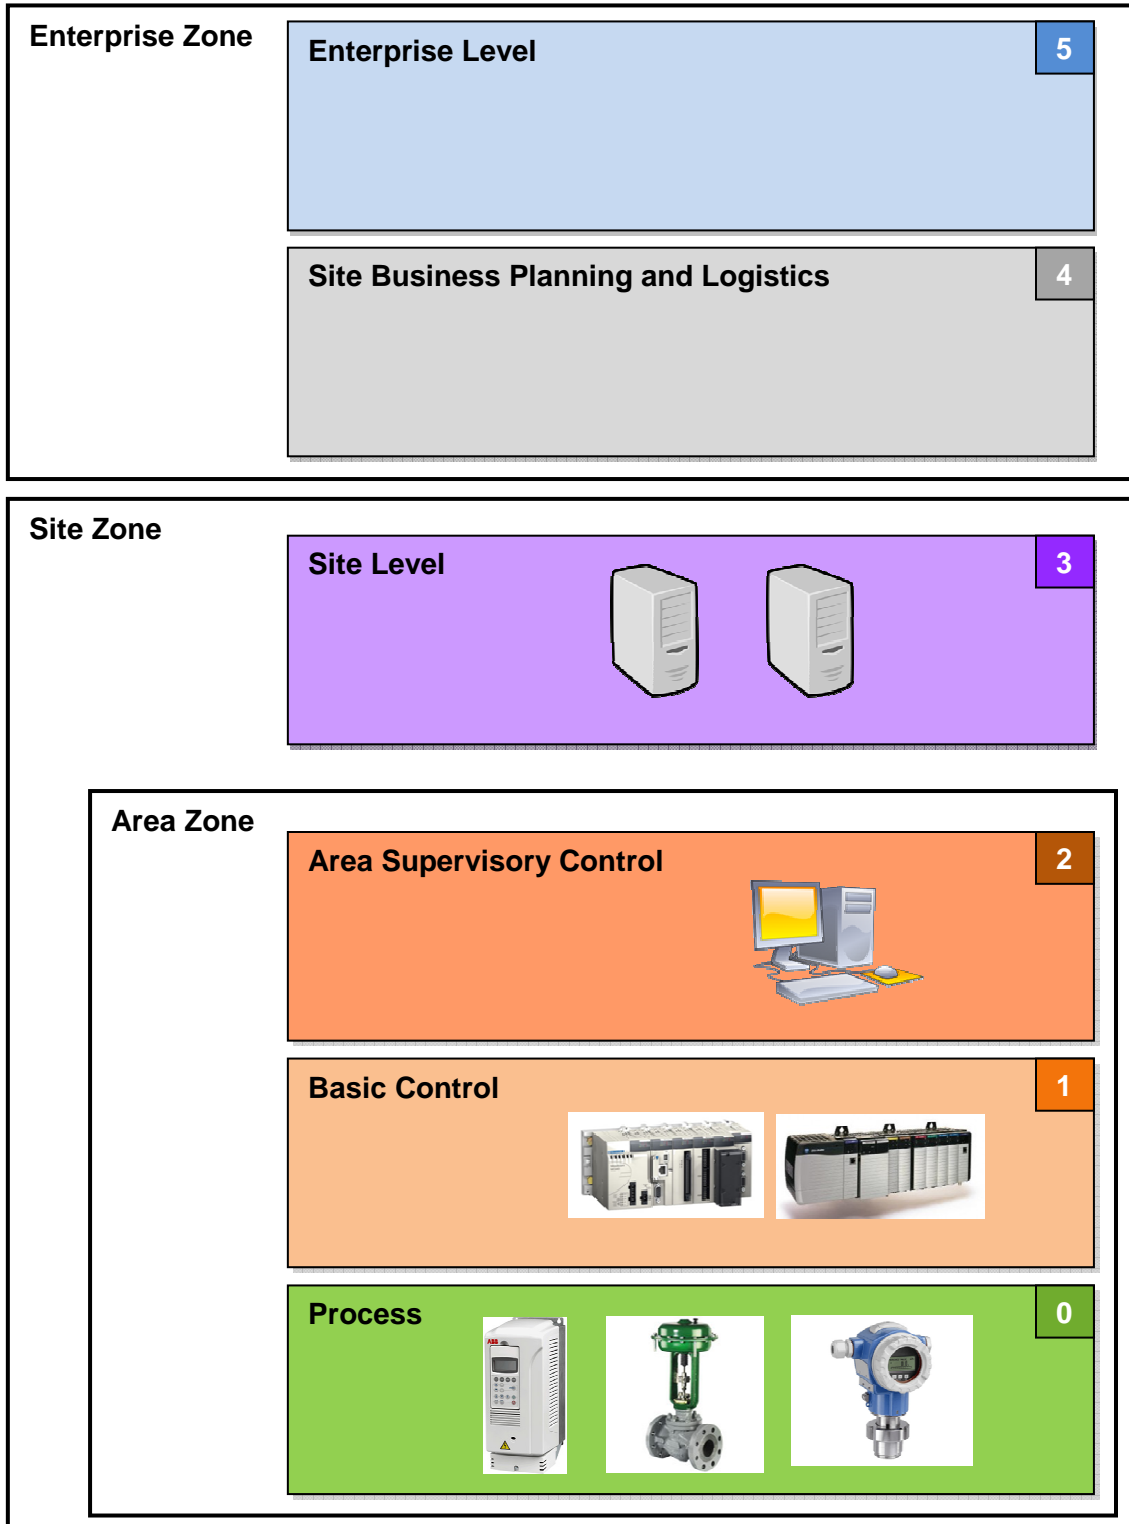 Enterprise Zone
Enterprise Level
5
Site Business Planning and Logistics
4
Site Zone
Site Level
3
Area Zone
Area Supervisory Control
2
Basic Control
1
Process
0
ABB